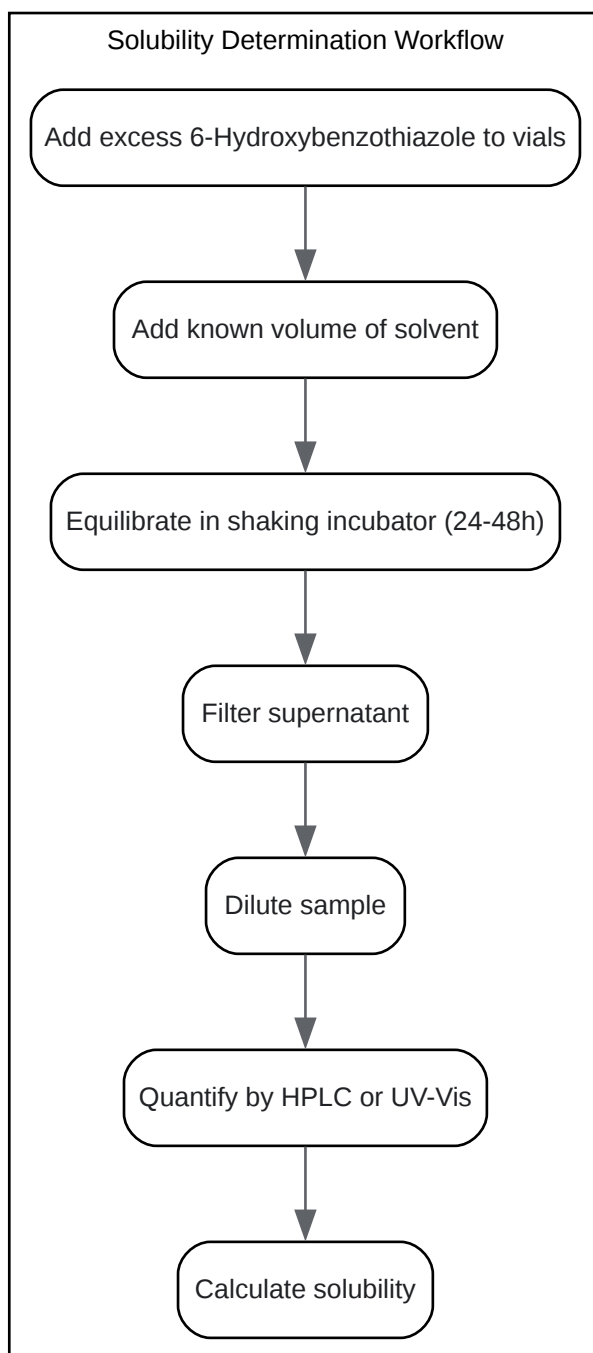 Solubility Determination Workflow
Add excess 6-Hydroxybenzothiazole to vials
Add known volume of solvent
Equilibrate in shaking incubator (24-48h)
Filter supernatant
Dilute sample
Quantify by HPLC or UV-Vis
Calculate solubility